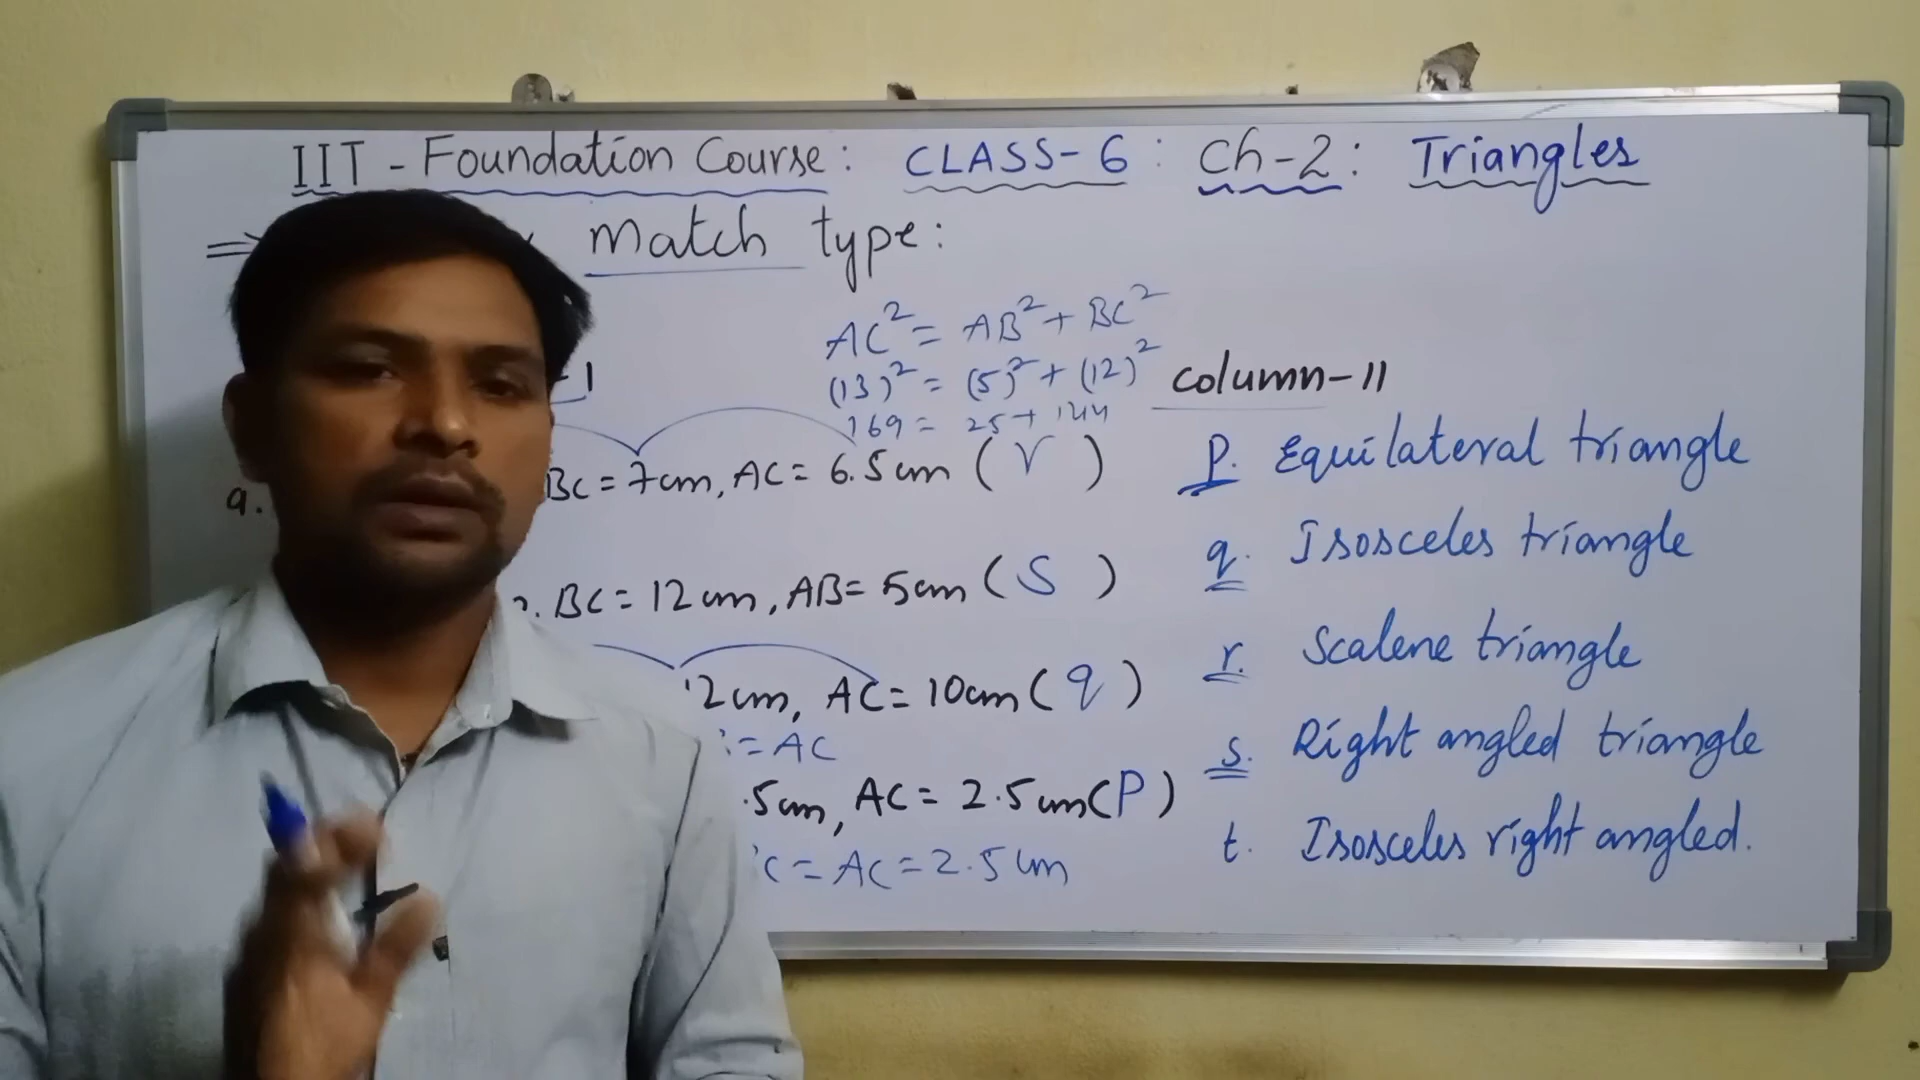 IIT - Foundation Course: CLASS- 6 : Ch-2: Triangles
⇒ Match type:
AC² = AB² + BC²
(13)² = (5)² + (12)²
169 = 25 + 144
-1
column-11
a. BC = 7cm, AC = 6.5cm (r)
p. Equilateral triangle
q. Isosceles triangle
BC = 12cm, AB = 5cm (S)
r. Scalene triangle
2cm, AC = 10cm (q)
= AC
s. Right angled triangle
.5cm, AC = 2.5cm (P)
C = AC = 2.5cm
t. Isosceles right angled.